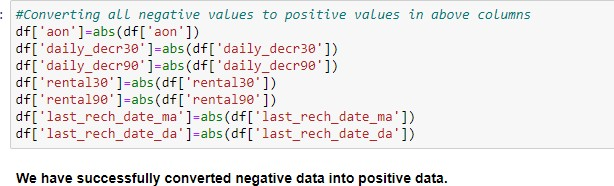 :
#Converting all negative values to positive values in above columns
df['aon']=abs(df['aon'])
df['daily_decr30']=abs(df['daily_decr30'])
df['daily_decr90']=abs(df['daily_decr90'])
df['rental30']=abs(df['rental30'])
df['rental90']=abs(df['rental90'])
df['last_rech_date_ma']=abs(df['last_rech_date_ma'])
df['last_rech_date_da']=abs(df['last_rech_date_da'])
We have successfully converted negative data into positive data.